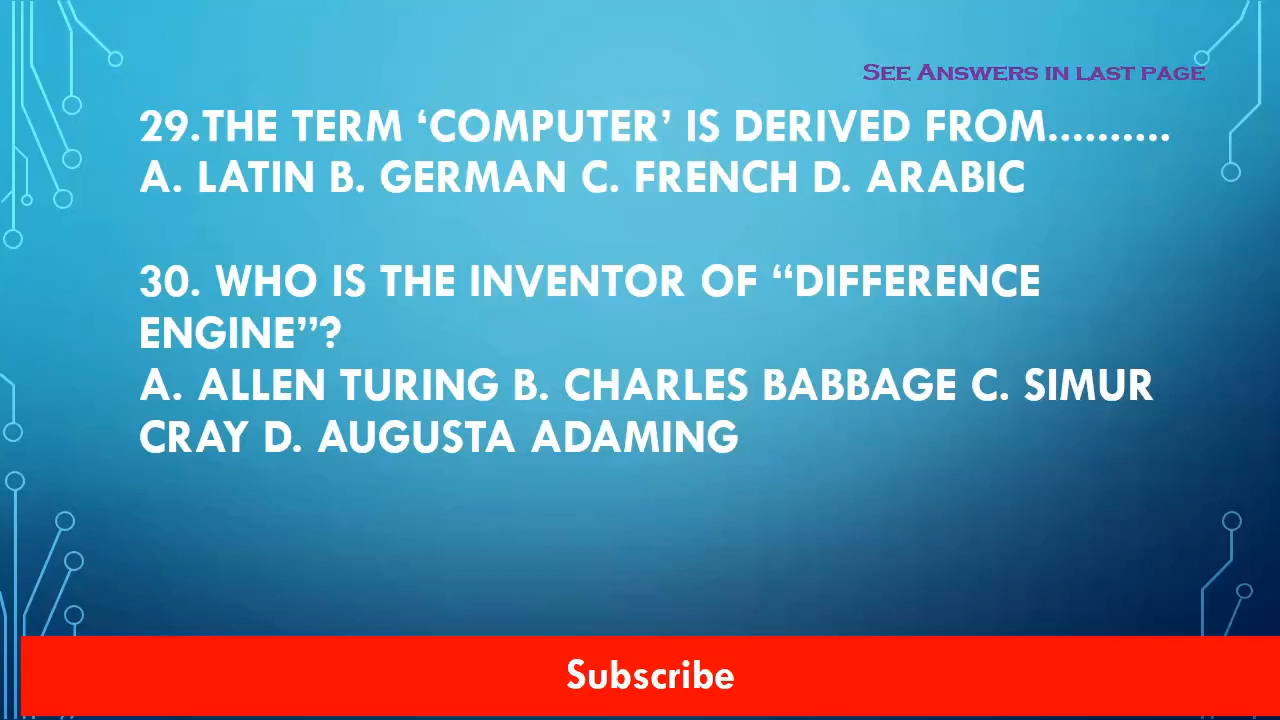 SEE ANSWERS IN LAST PAGE
29.THE TERM ‘COMPUTER’ IS DERIVED FROM..........
A. LATIN B. GERMAN C. FRENCH D. ARABIC
30. WHO IS THE INVENTOR OF “DIFFERENCE
ENGINE”?
A. ALLEN TURING B. CHARLES BABBAGE C. SIMUR
CRAY D. AUGUSTA ADAMING
Subscribe